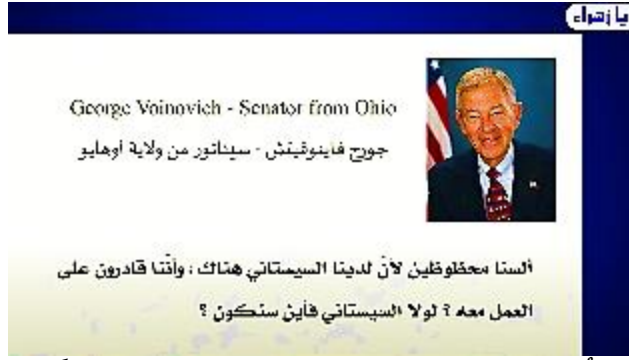 يا زهراء
George Voinovich - Senator from Ohio
جورج فاينوفيتش - سيناتور من ولاية أوهايو
ألسنا محظوظين لأنّ لدينا السيستاني هناك ، وأنّنا قادرون على
العمل معه ؟ لولا السيستاني فأين سنكون ؟